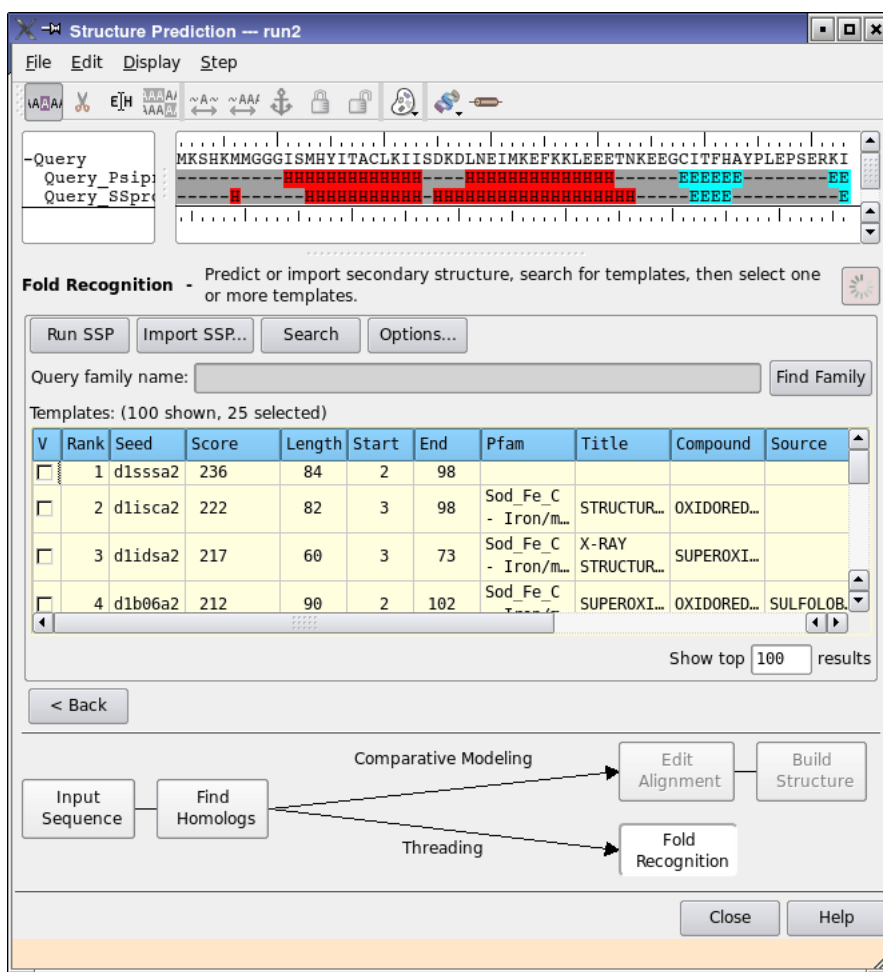 Structure Prediction --- run2
File Edit Display Step
-Query MKSHKMMGGGISMHYITACLKIISDKDLNEIMKEFKKLEEETNKEEGCITFHAYPLEPSERKI
Query_Psipr
Query_SSpro
Fold Recognition - Predict or import secondary structure, search for templates, then select one
or more templates.
Run SSP Import SSP... Search Options...
Query family name: Find Family
Templates: (100 shown, 25 selected)
V Rank Seed Score Length Start End Pfam Title Compound Source
1 d1sssa2 236 84 2 98
2 d1isca2 222 82 3 98 Sod_Fe_C - Iron/m… STRUCTUR… OXIDORED…
3 d1idsa2 217 60 3 73 Sod_Fe_C - Iron/m… X-RAY STRUCTUR… SUPEROXI…
4 d1b06a2 212 90 2 102 Sod_Fe_C SUPEROXI… OXIDORED… SULFOLOB
Show top 100 results
< Back
Comparative Modeling
Edit Alignment
Build Structure
Input Sequence
Find Homologs
Threading
Fold Recognition
Close Help